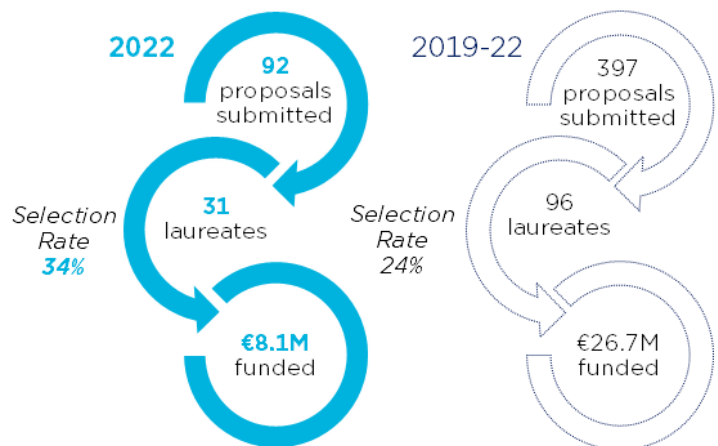 2022
92
proposals
submitted
31
laureates
Selection
Rate
34%
€8.1M
funded
2019-22
397
proposals
submitted
96
laureates
Selection
Rate
24%
€26.7M
funded